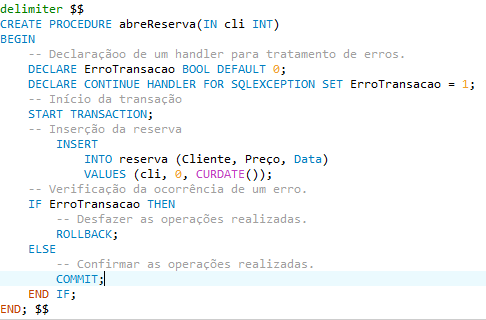 delimiter $$
CREATE PROCEDURE abreReserva(IN cli INT)
BEGIN
    -- Declaraçãoo de um handler para tratamento de erros.
    DECLARE ErroTransacao BOOL DEFAULT 0;
    DECLARE CONTINUE HANDLER FOR SQLEXCEPTION SET ErroTransacao = 1;
    -- Início da transação
    START TRANSACTION;
    -- Inserção da reserva
        INSERT
            INTO reserva (Cliente, Preço, Data)
            VALUES (cli, 0, CURDATE());
    -- Verificação da ocorrência de um erro.
    IF ErroTransacao THEN
        -- Desfazer as operações realizadas.
        ROLLBACK;
    ELSE
        -- Confirmar as operações realizadas.
        COMMIT;
    END IF;
END; $$